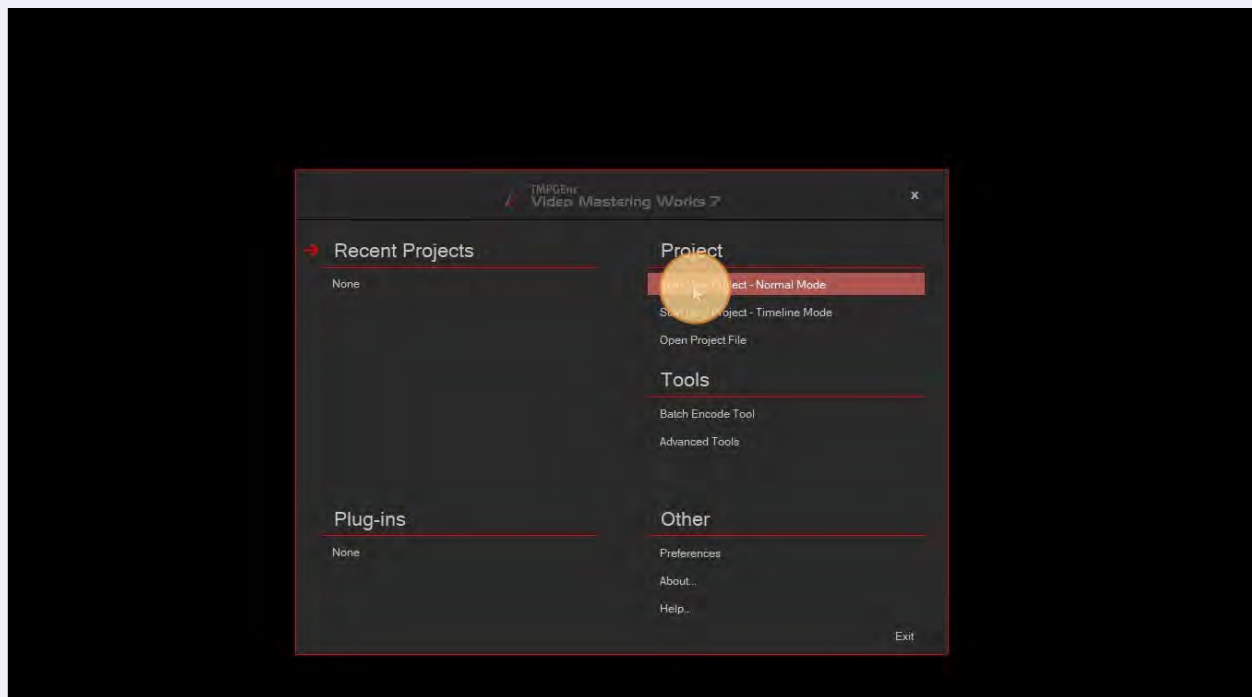 TMPGEnc
Video Mastering Works 7
x
Recent Projects
None
Project
Project - Normal Mode
Project - Timeline Mode
Open Project File
Tools
Batch Encode Tool
Advanced Tools
Plug-ins
None
Other
Preferences
About...
Help...
Exit